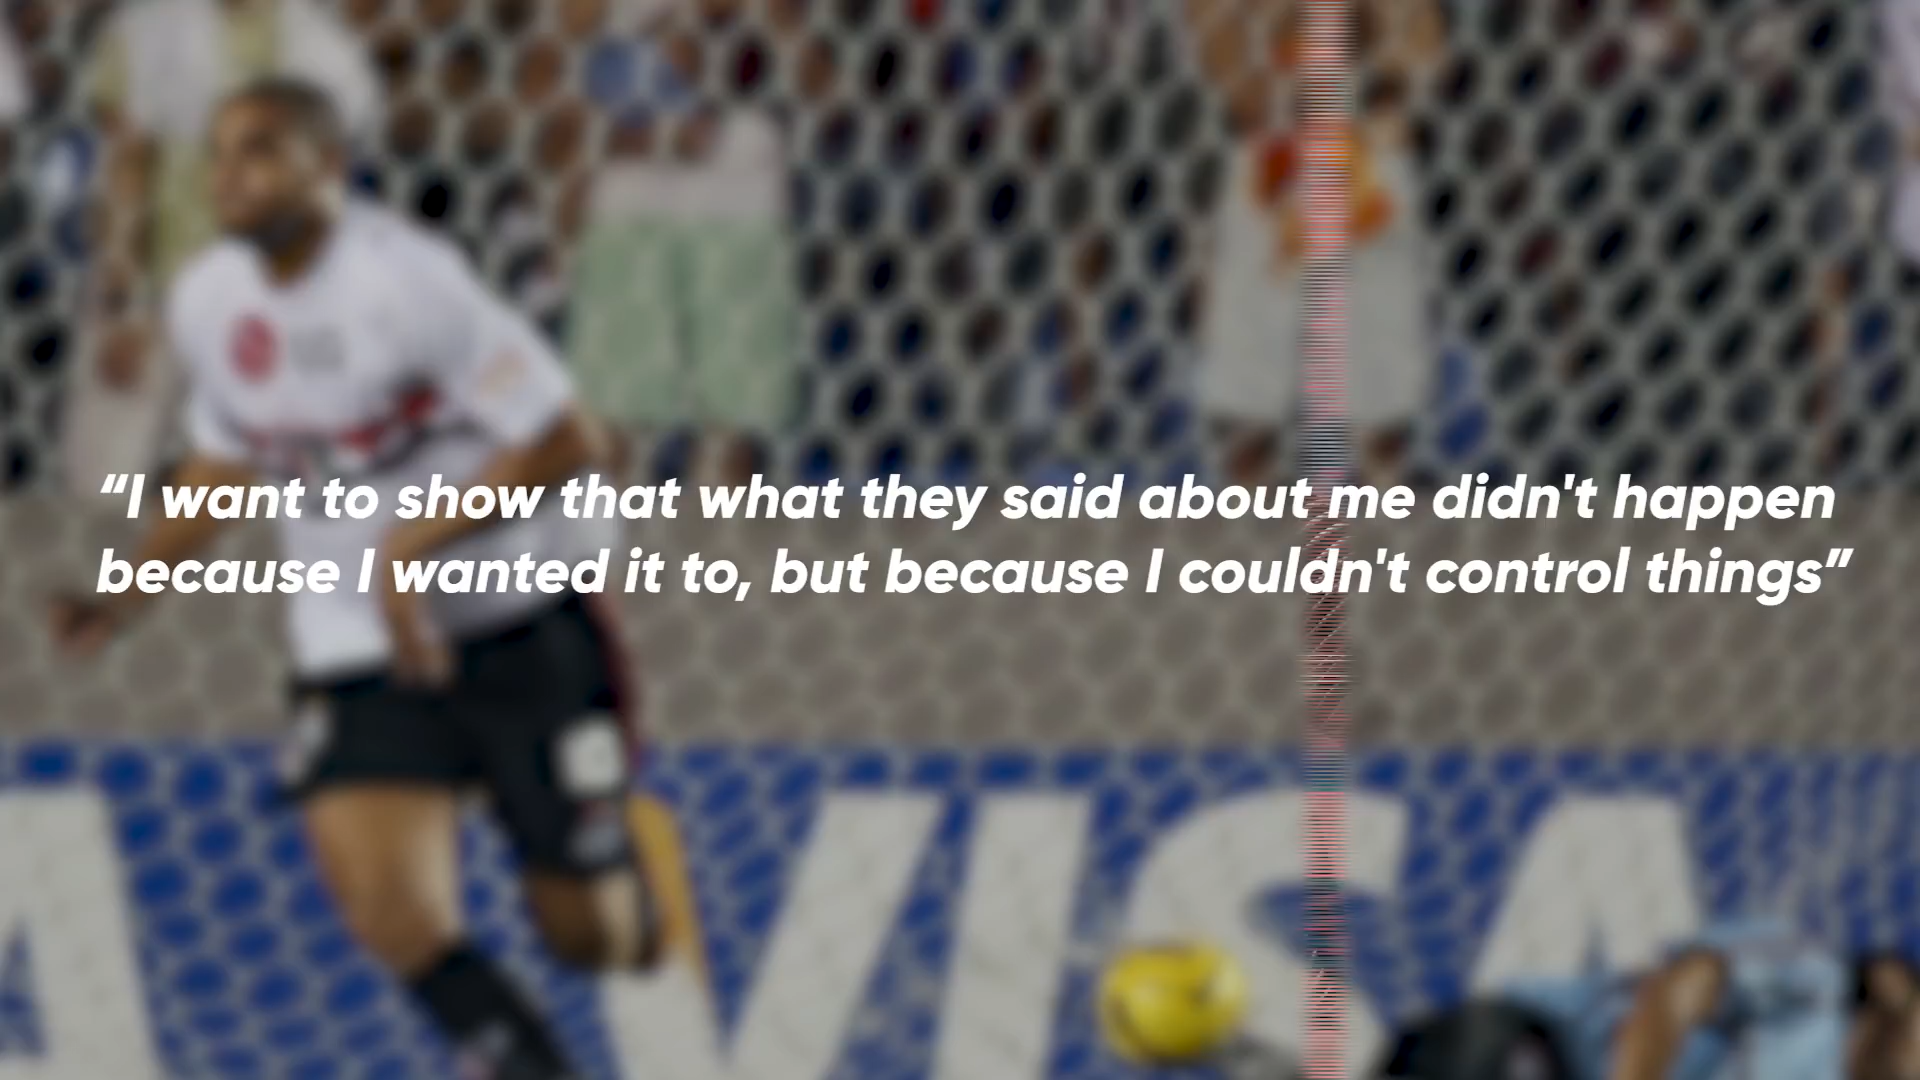 “I want to show that what they said about me didn't happen
because I wanted it to, but because I couldn't control things”
VISA